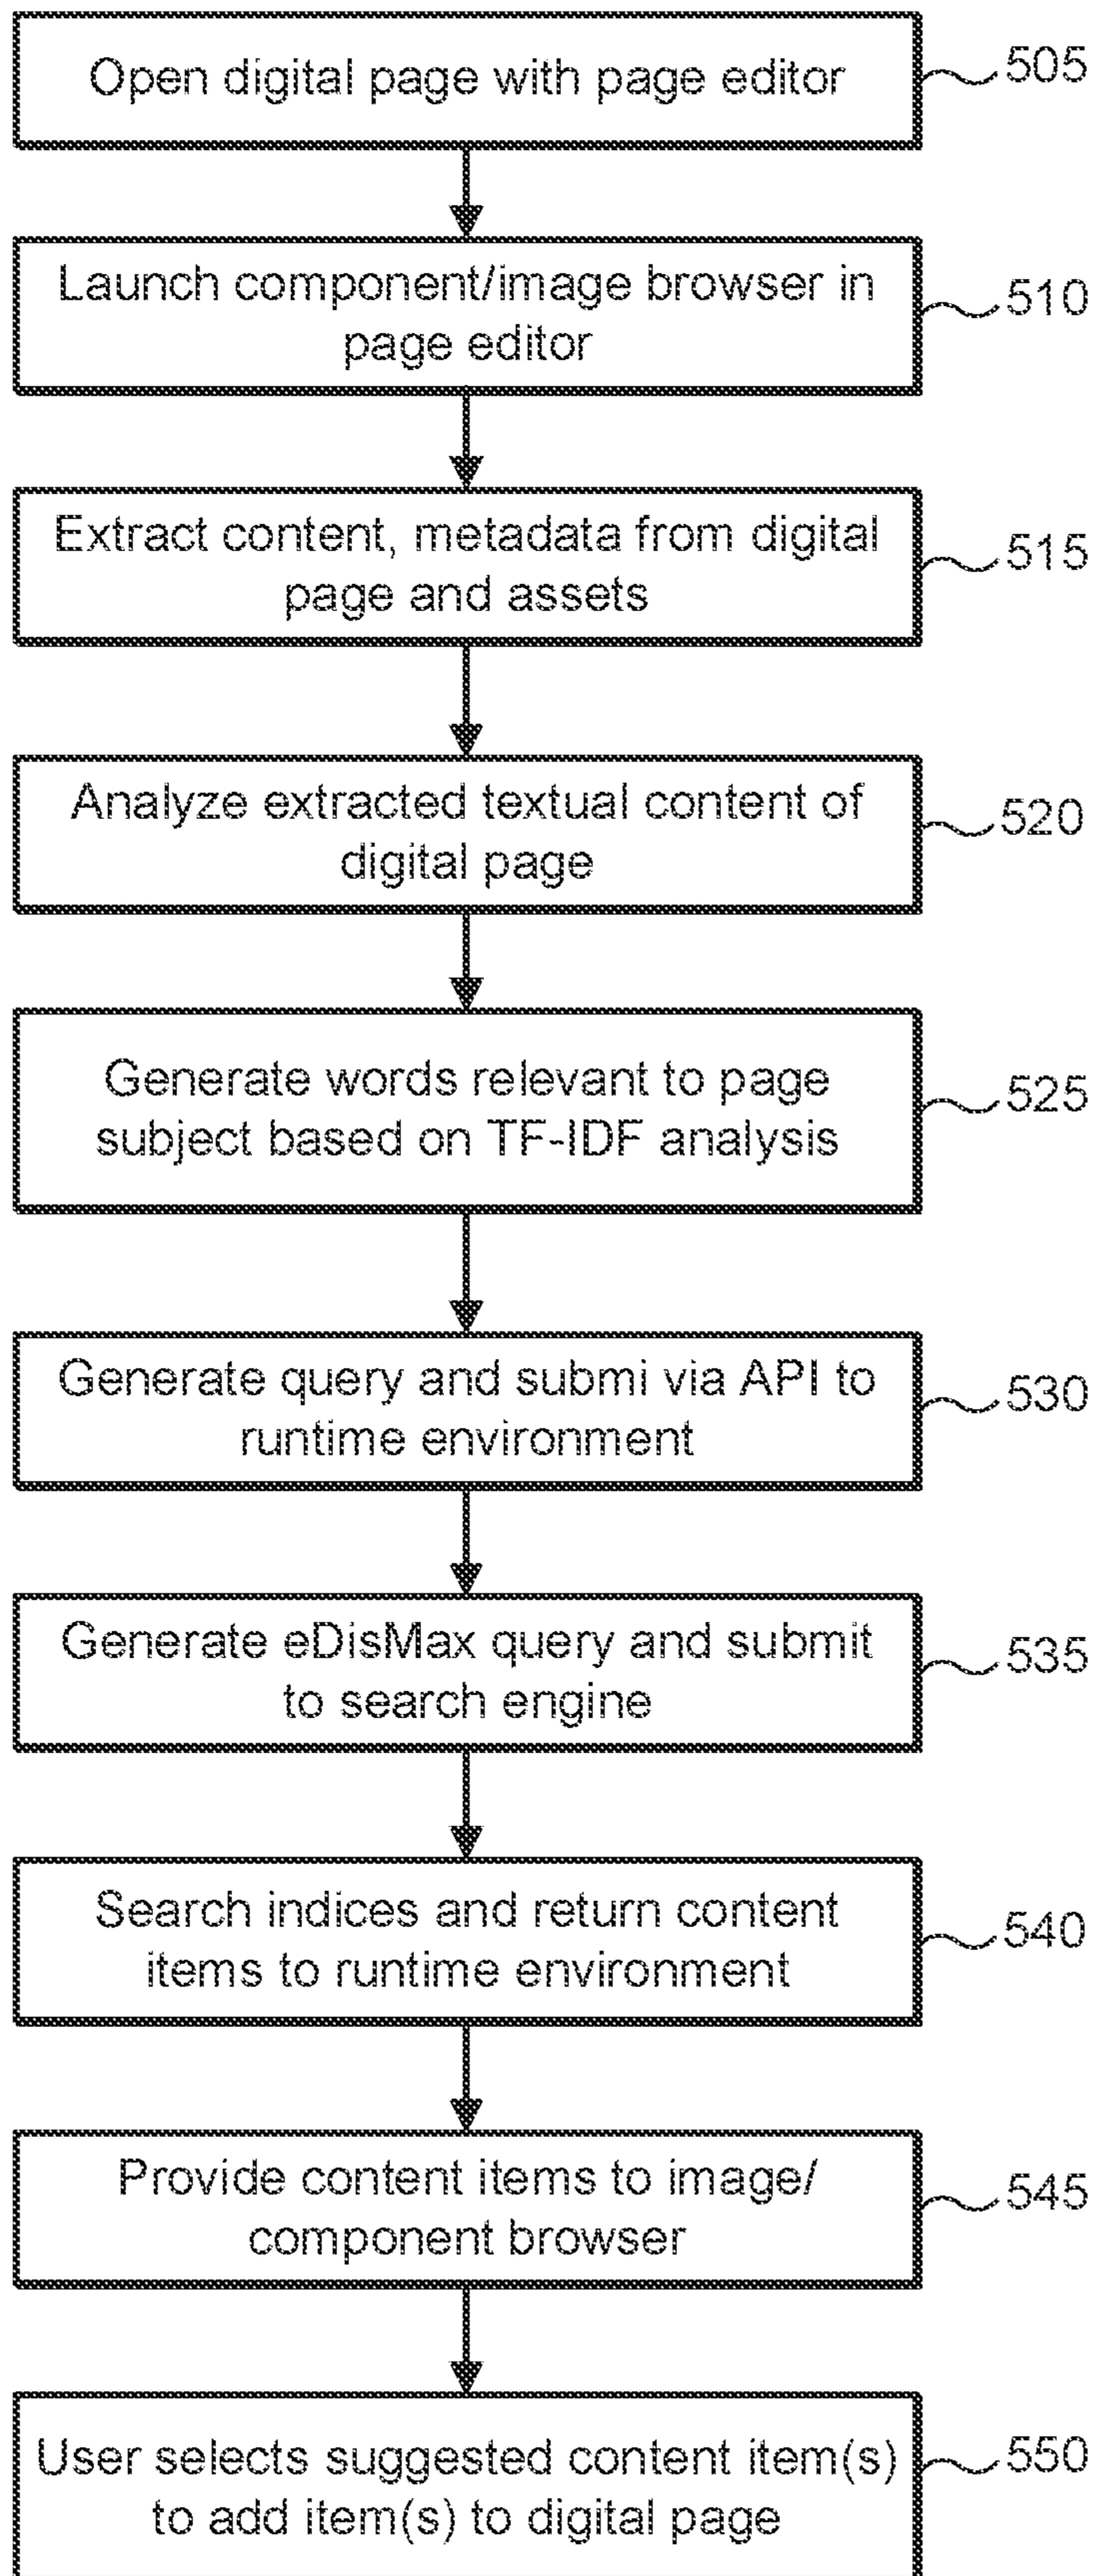 Open digital page with page editor
505
Launch component/image browser in
page editor
510
Extract content, metadata from digital
page and assets
515
Analyze extracted textual content of
digital page
520
Generate words relevant to page
subject based on TF-IDF analysis
525
Generate query and submi via API to
runtime environment
530
Generate eDisMax query and submit
to search engine
535
Search indices and return content
items to runtime environment
540
Provide content items to image/
component browser
545
User selects suggested content item(s)
to add item(s) to digital page
550